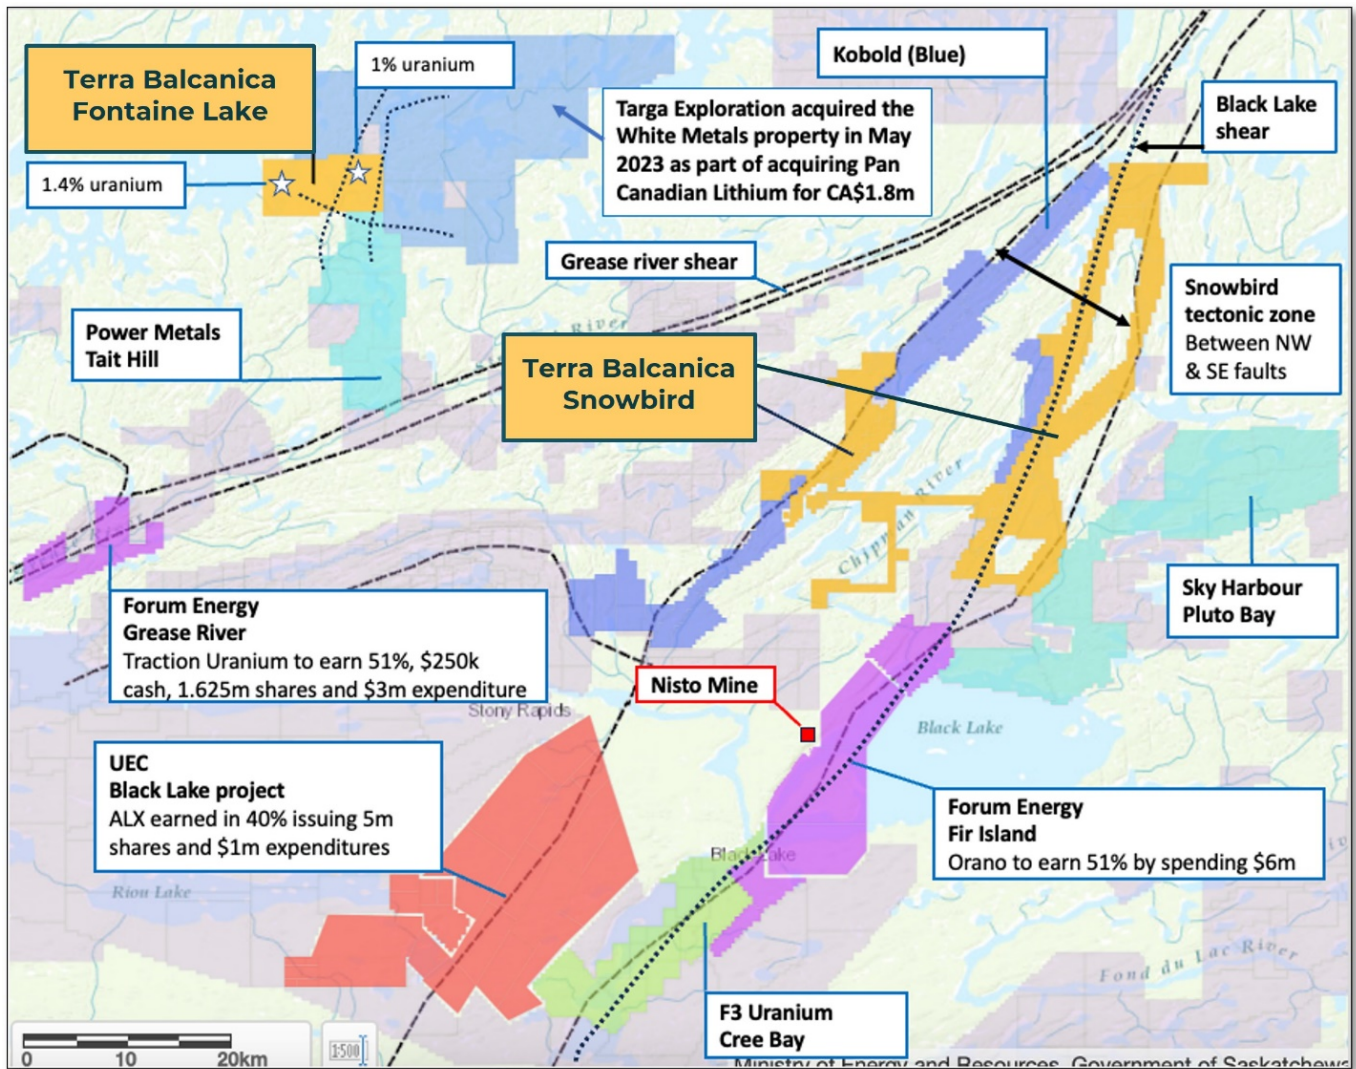 Terra Balcanica
Fontaine Lake
1% uranium
1.4% uranium
Kobold (Blue)
Targa Exploration acquired the
White Metals property in May
2023 as part of acquiring Pan
Canadian Lithium for CA$1.8m
Black Lake
shear
Grease river shear
Snowbird
tectonic zone
Between NW
& SE faults
Power Metals
Tait Hill
River
Terra Balcanica
Snowbird
Chipman River
Sky Harbour
Pluto Bay
Forum Energy
Grease River
Traction Uranium to earn 51%, $250k
cash, 1.625m shares and $3m expenditure
Nisto Mine
Stony Rapids
Black Lake
UEC
Black Lake project
ALX earned in 40% issuing 5m
shares and $1m expenditures
Forum Energy
Fir Island
Orano to earn 51% by spending $6m
Black Lake
Riou Lake
Fond du Lac River
F3 Uranium
Cree Bay
0 10 20km
1:500
Ministry of Energy and Resources, Government of Saskatchewa